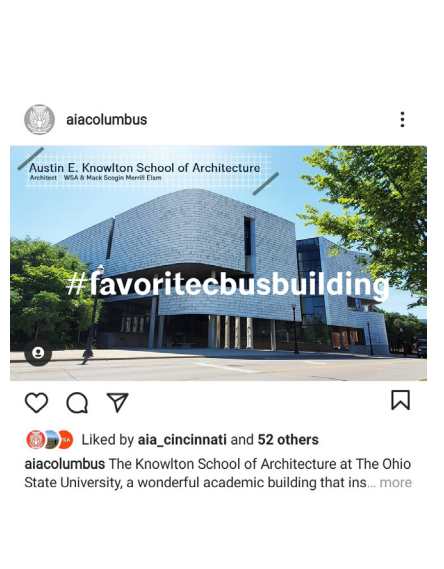 aiacolumbus
Austin E. Knowlton School of Architecture
Architect WSA & Mack Scogin Merrill Elam
#favoritecbusbuilding
Liked by aia_cincinnati and 52 others
aiacolumbus The Knowlton School of Architecture at The Ohio
State University, a wonderful academic building that ins... more